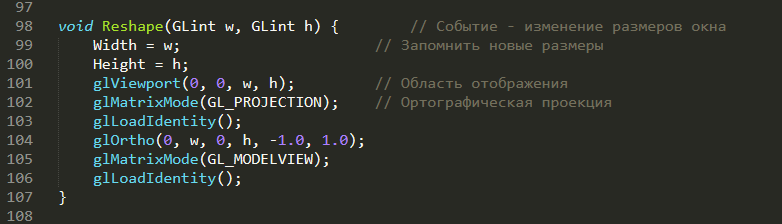 97
98 void Reshape(GLint w, GLint h) { // Событие - изменение размеров окна
99 Width = w; // Запомнить новые размеры
100 Height = h;
101 glViewport(0, 0, w, h); // Область отображения
102 glMatrixMode(GL_PROJECTION); // Ортографическая проекция
103 glLoadIdentity();
104 glOrtho(0, w, 0, h, -1.0, 1.0);
105 glMatrixMode(GL_MODELVIEW);
106 glLoadIdentity();
107 }
108